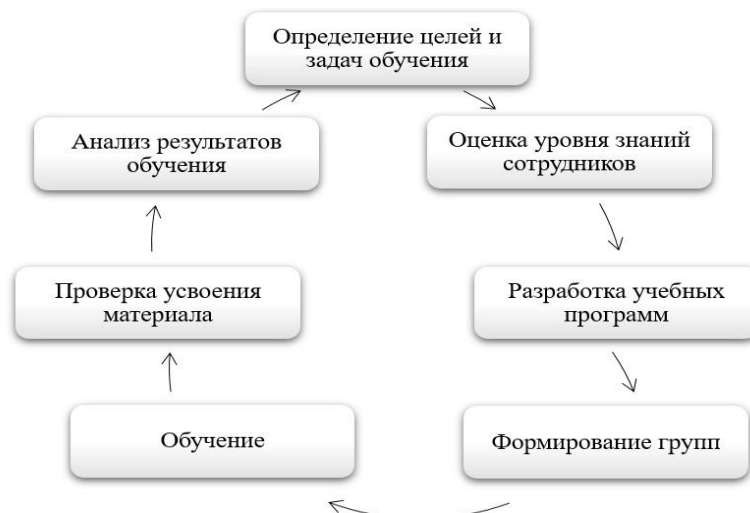 Определение целей и
задач обучения
Оценка уровня знаний
сотрудников
Разработка учебных
программ
Формирование групп
Обучение
Проверка усвоения
материала
Анализ результатов
обучения